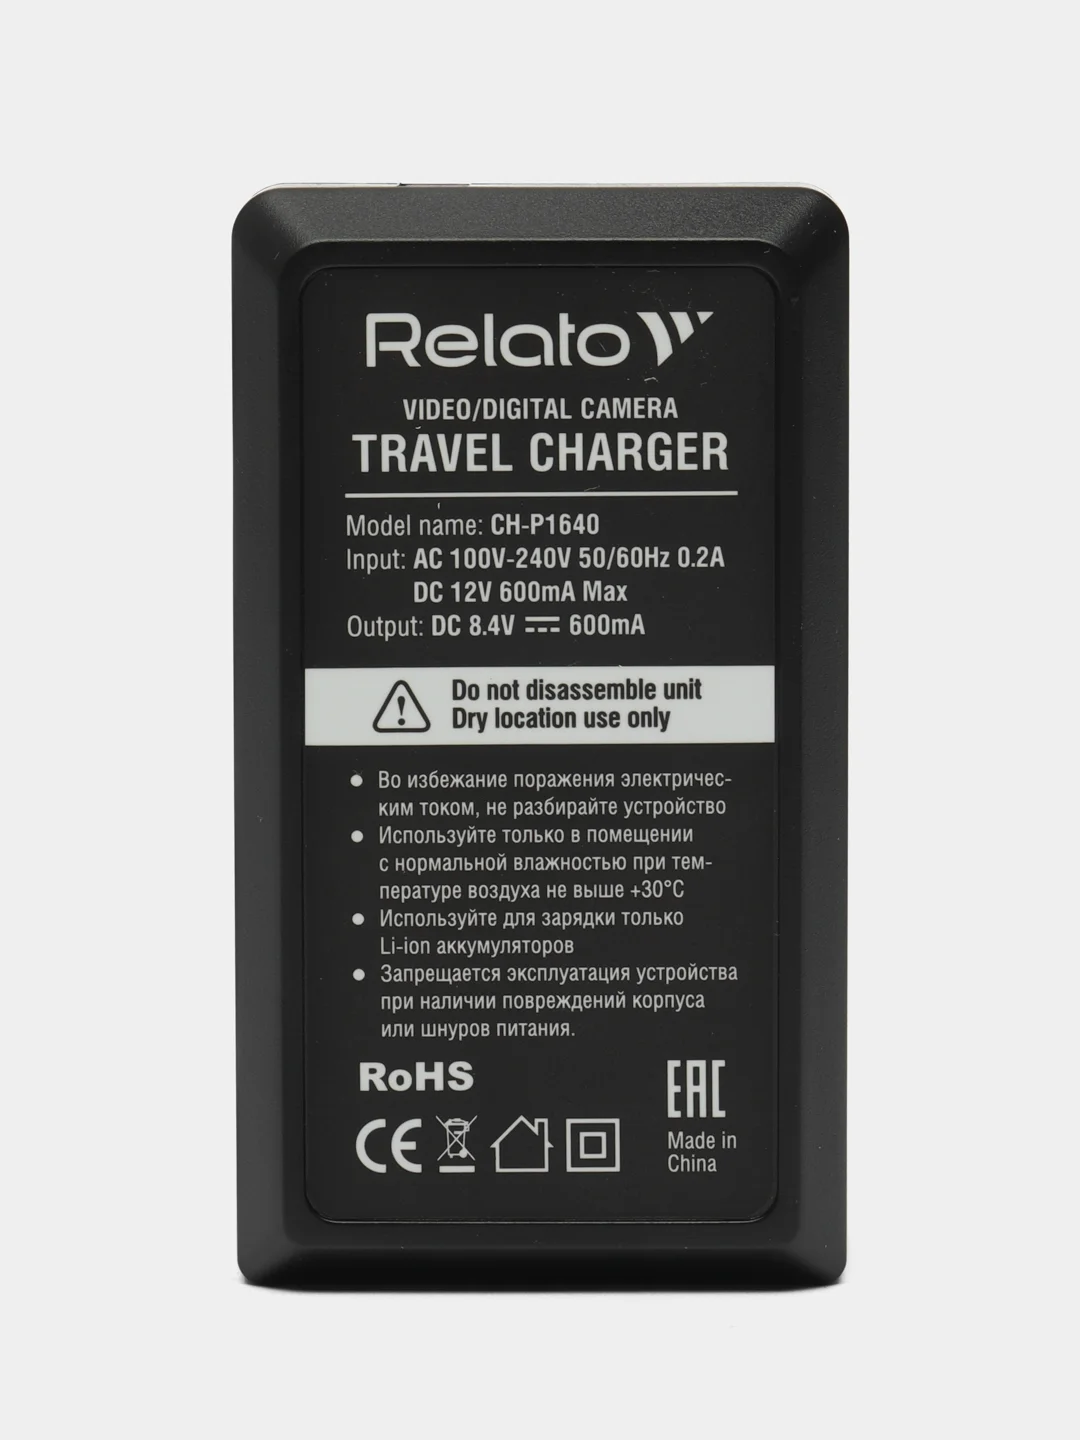 Relato
VIDEO/DIGITAL CAMERA
TRAVEL CHARGER
Model name: CH-P1640
Input: AC 100V-240V 50/60Hz 0.2A
DC 12V 600mA Max
Output: DC 8.4V ⎓ 600mA
Do not disassemble unit
Dry location use only
● Во избежание поражения электричес-
ким током, не разбирайте устройство
● Используйте только в помещении
с нормальной влажностью при тем-
пературе воздуха не выше +30°C
● Используйте для зарядки только
Li-ion аккумуляторов
● Запрещается эксплуатация устройства
при наличии повреждений корпуса
или шнуров питания.
RoHS
EAC
CE
Made in
China